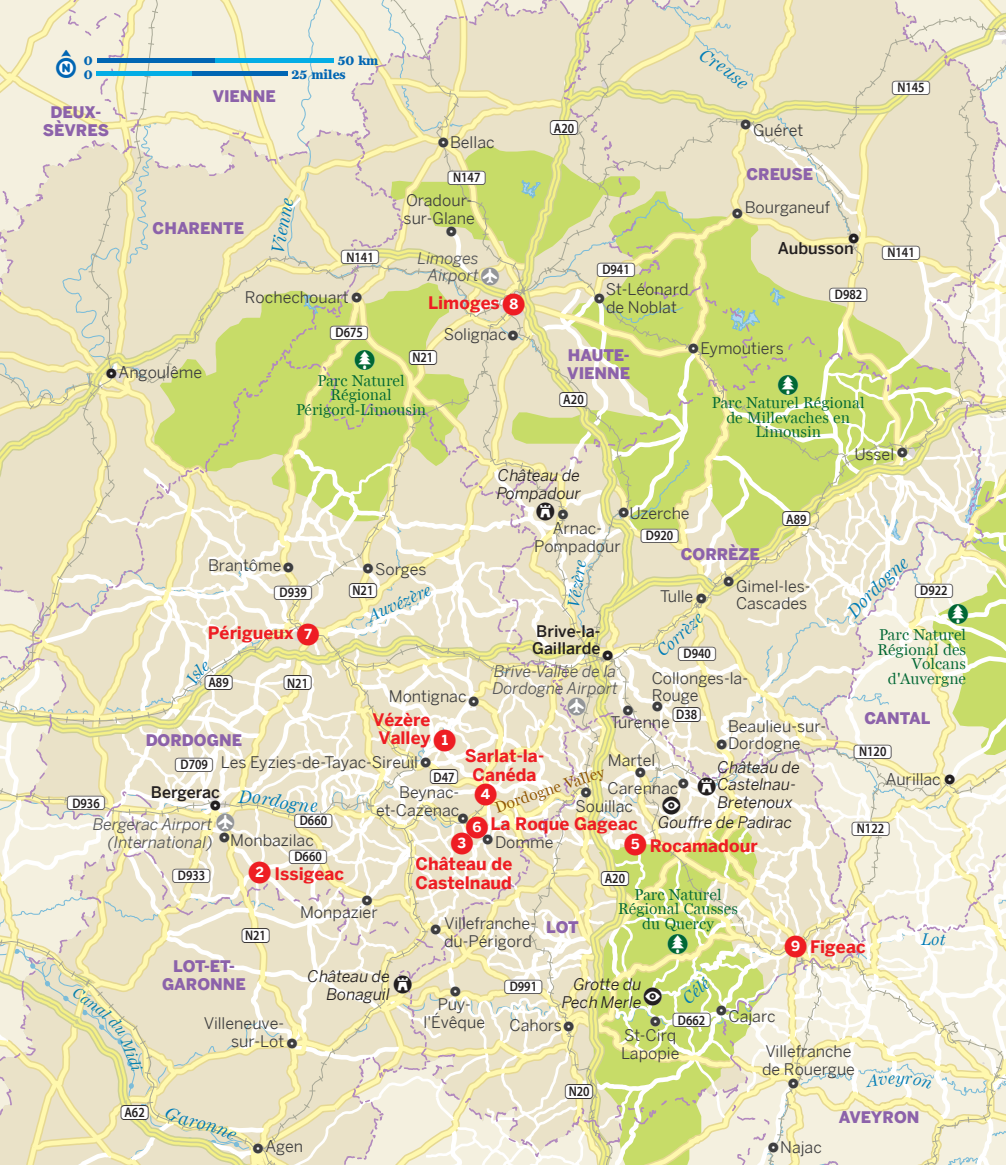 0 50 km
N
0 25 miles
VIENNE
DEUX-
SÈVRES
Creuse
N145
A20
Guéret
Bellac
CREUSE
N147
Oradour-
sur-Glane
Bourganeuf
CHARENTE
Vienne
Aubusson
N141
N141
Limoges
Airport
D941
D982
Rochechouart
Limoges 8
St-Léonard
de Noblat
D675
Solignac
Eymoutiers
N21
HAUTE-
VIENNE
Angoulême
Parc Naturel
Régional
Périgord-Limousin
A20
Parc Naturel Régional
de Millevaches en
Limousin
Ussel
Château de
Pompadour
Arnac-
Pompadour
Uzerche
A89
D920
CORRÈZE
Brantôme
Sorges
Vézère
Dordogne
D939
N21
Auvézère
Gimel-les-
Cascades
Tulle
D922
Périgueux 7
Corrèze
Parc Naturel
Régional des
Volcans
d'Auvergne
Brive-la-
Gaillarde
D940
Isle
A89
N21
Brive-Vallée de la
Dordogne Airport
Collonges-la-
Rouge
Montignac
Turenne
D38
CANTAL
Vézère
Valley 1
Beaulieu-sur-
Dordogne
DORDOGNE
N120
D709
Les Eyzies-de-Tayac-Sireuil
Sarlat-la-
Canéda
4
Martel
Château de
Castelnau-
Bretenoux
D47
Carennac
Aurillac
Bergerac
Dordogne
Beynac-
et-Cazenac
Dordogne Valley
Souillac
D936
D660
Gouffre de Padirac
Bergerac Airport
(International)
6 La Roque Gageac
N122
Monbazilac
3
Domme
5 Rocamadour
D660
Château de
Castelnaud
D933
2 Issigeac
A20
Parc Naturel
Régional Causses
du Quercy
Monpazier
Villefranche-
du-Périgord
LOT
N21
9 Figeac
Lot
LOT-ET-
GARONNE
Château de
Bonaguil
D991
Grotte du
Pech Merle
Célé
Canal du Midi
Puy-
l'Évêque
Cahors
D662
Cajarc
Villeneuve-
sur-Lot
St-Cirq
Lapopie
Villefranche
de Rouergue
N20
Aveyron
A62
Garonne
AVEYRON
Agen
Najac